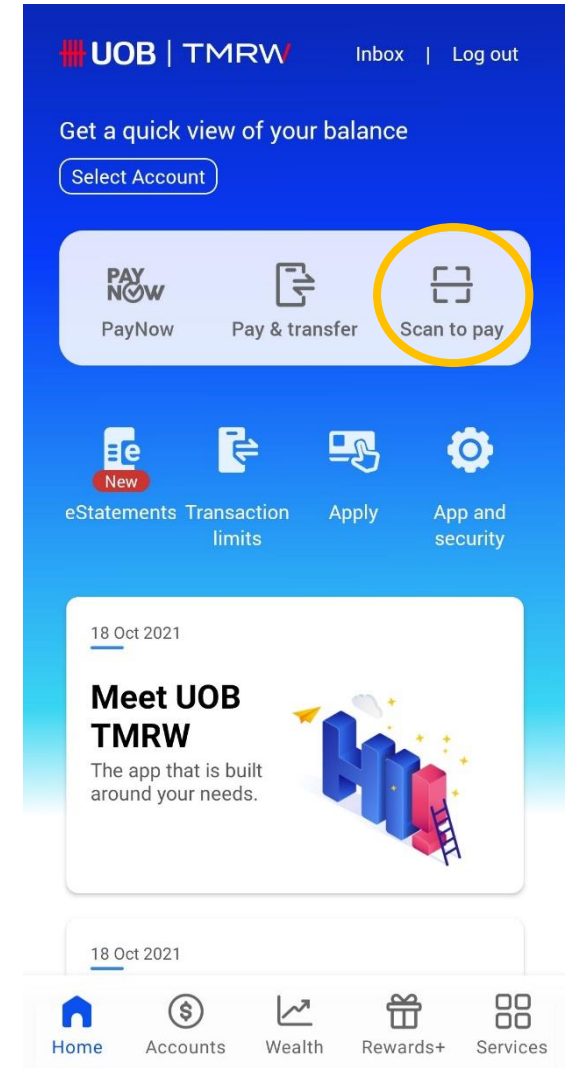 UOB | TMRW Inbox | Log out
Get a quick view of your balance
Select Account
PAY NOW
PayNow Pay & transfer Scan to pay
e
New
eStatements Transaction limits Apply App and security
18 Oct 2021
Meet UOB
TMRW
The app that is built
around your needs.
HI!
18 Oct 2021
Home Accounts Wealth Rewards+ Services